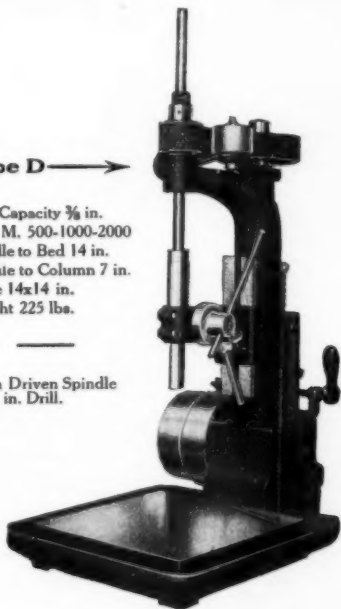 pe D
Capacity ⅜ in.
M. 500-1000-2000
lle to Bed 14 in.
to Column 7 in.
14x14 in.
ht 225 lbs.
Driven Spindle
in. Drill.